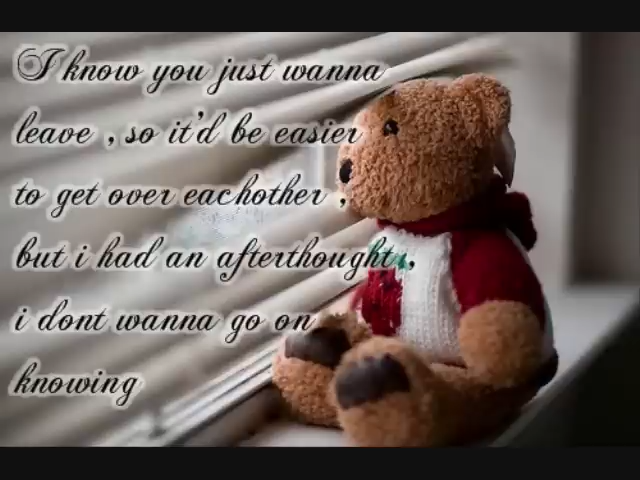 I know you just wanna
leave , so it'd be easier
to get over eachother ,
but i had an afterthought ,
i dont wanna go on
knowing